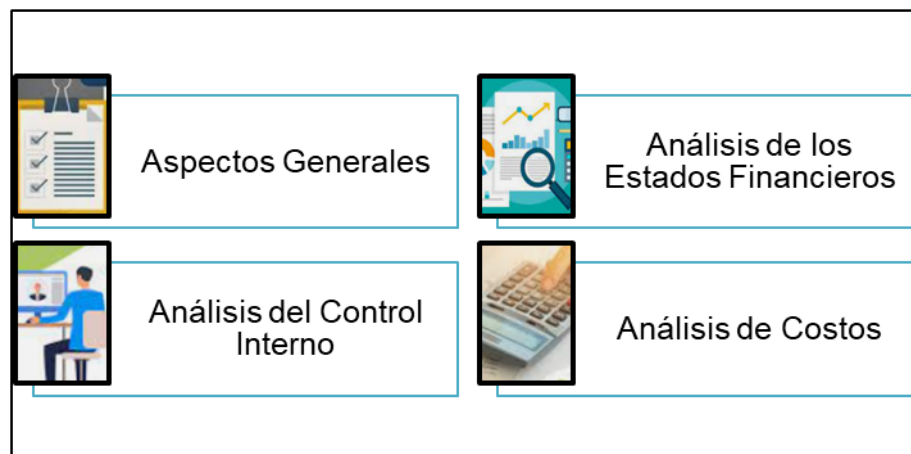 Aspectos Generales
Análisis de los
Estados Financieros
Análisis del Control
Interno
Análisis de Costos